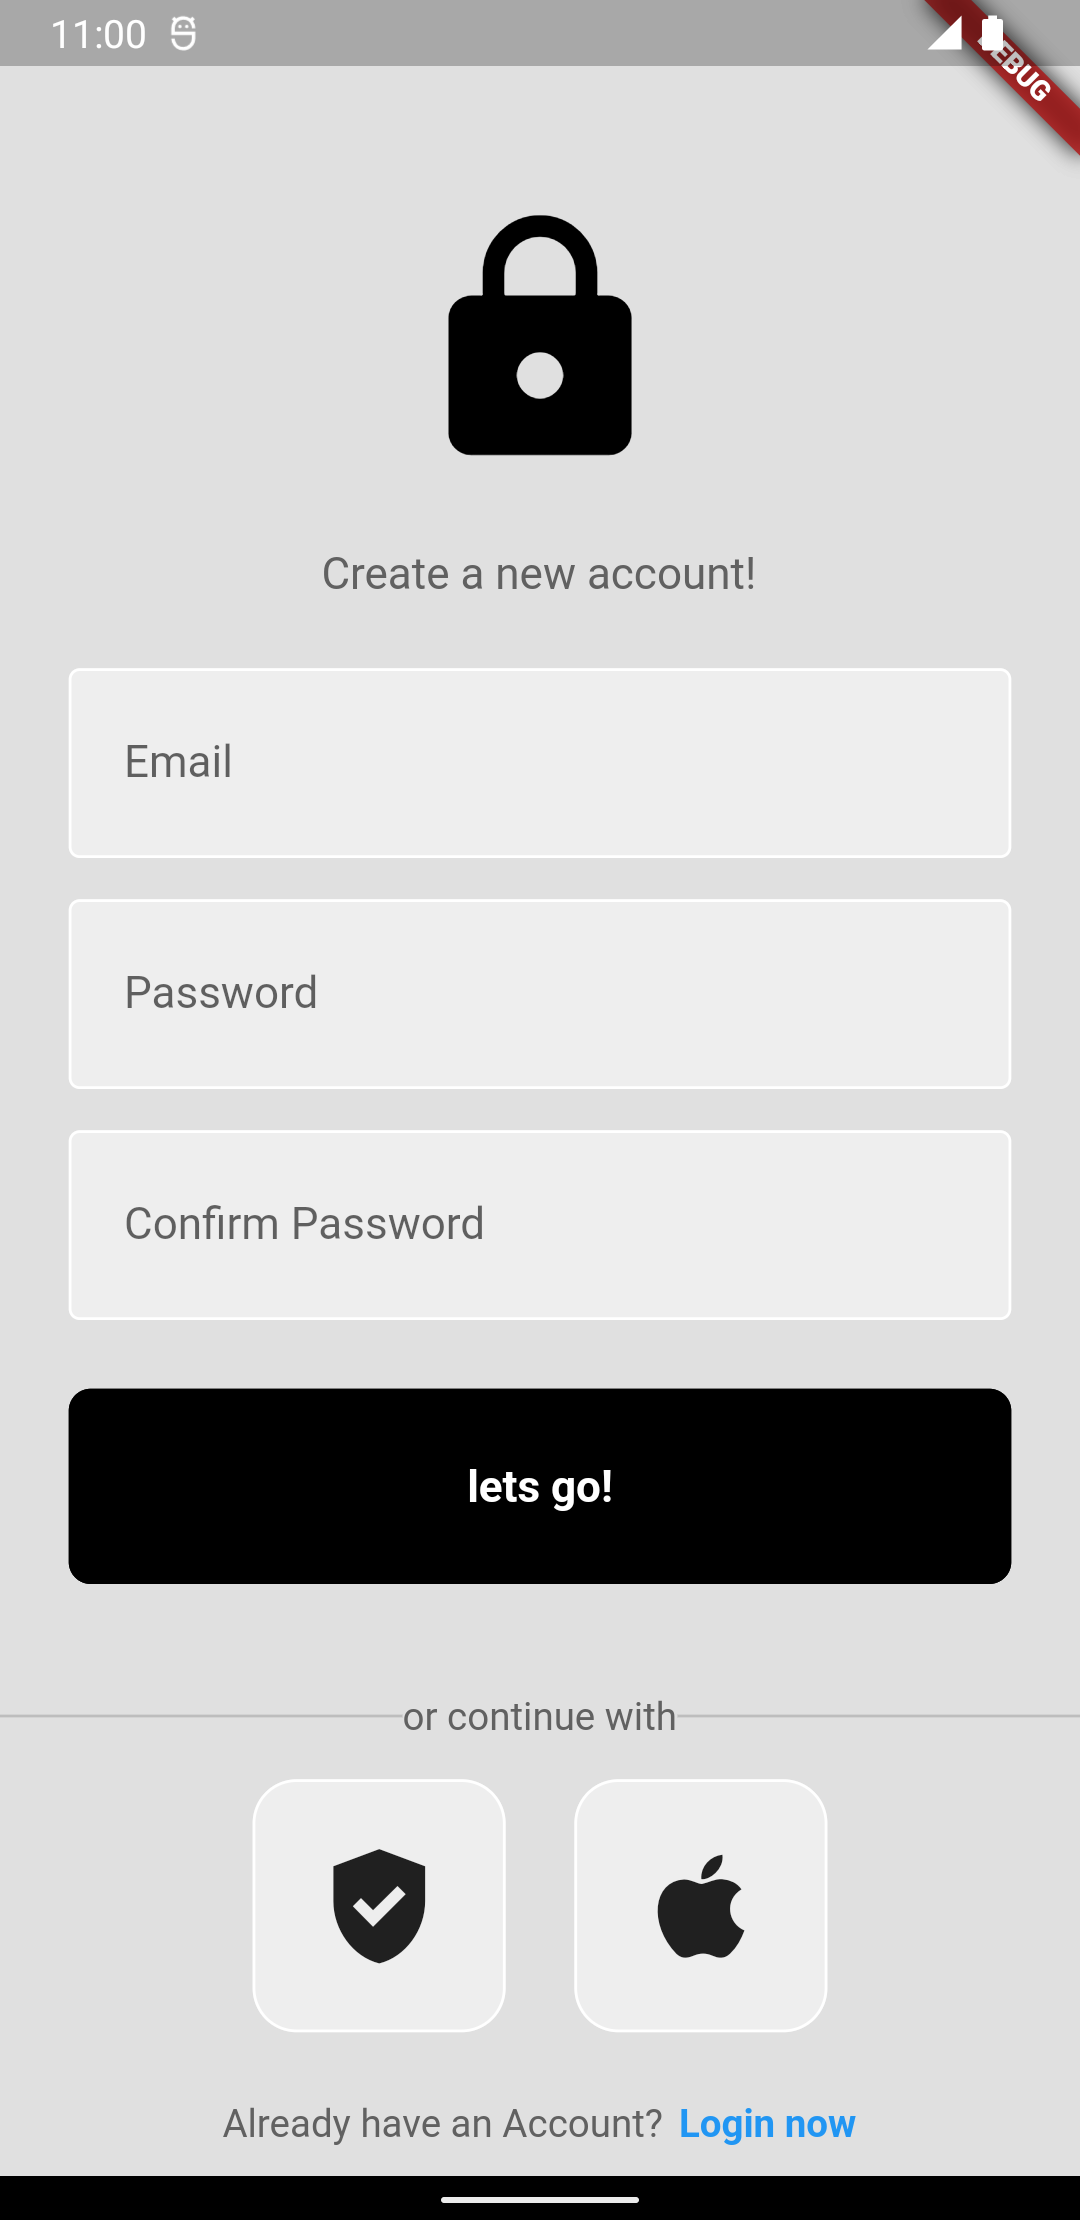 11:00
DEBUG
Create a new account!
Email
Password
Confirm Password
lets go!
or continue with
Already have an Account? Login now